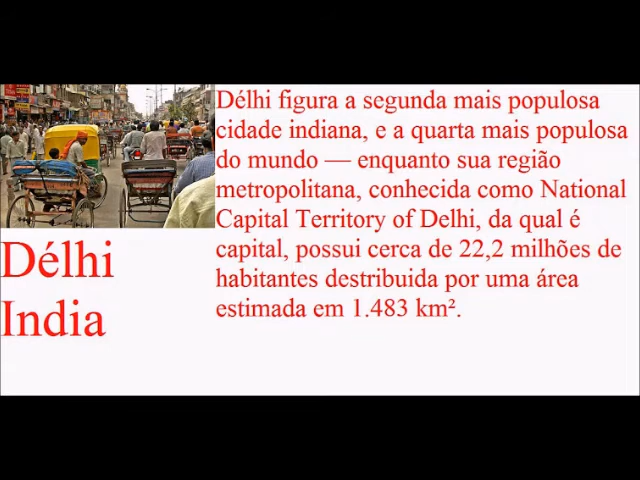 Délhi figura a segunda mais populosa
cidade indiana, e a quarta mais populosa
do mundo — enquanto sua região
metropolitana, conhecida como National
Capital Territory of Delhi, da qual é
capital, possui cerca de 22,2 milhões de
habitantes destribuida por uma área
estimada em 1.483 km².
Délhi
India